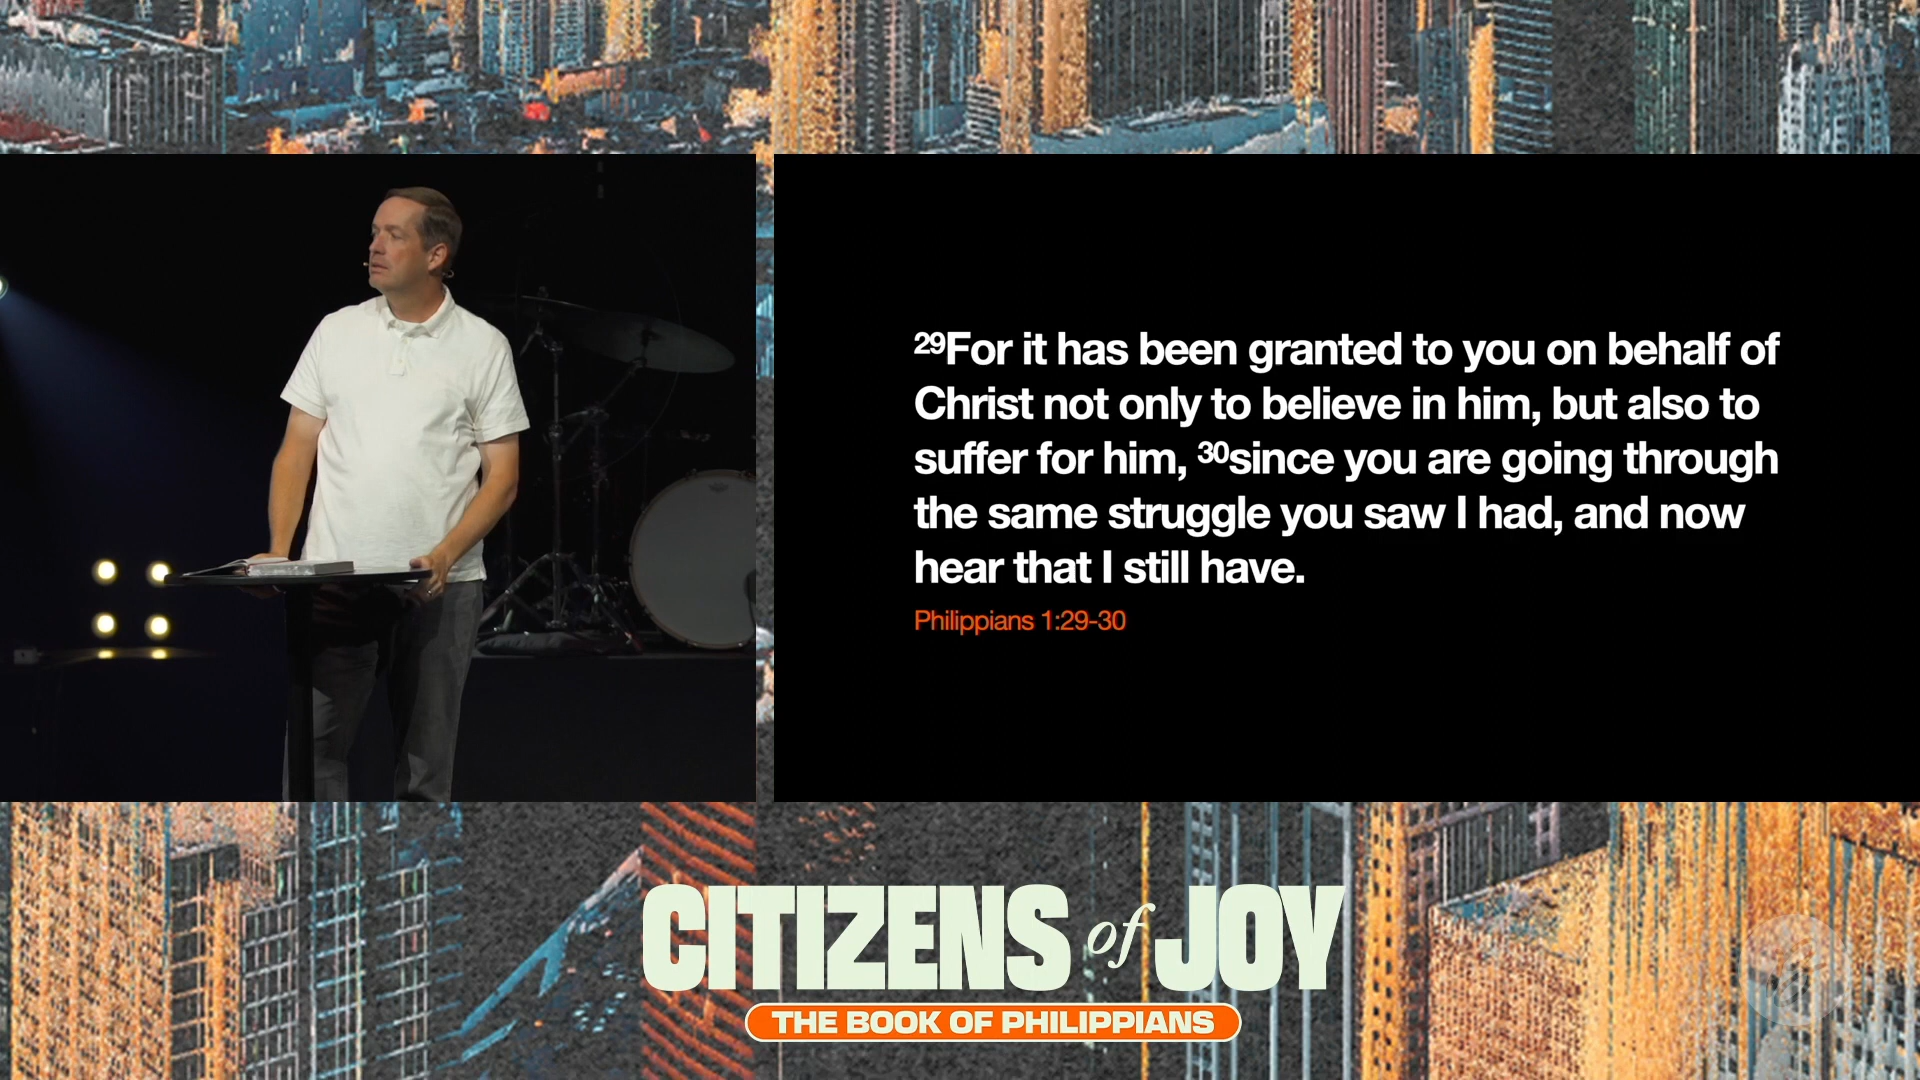 ²⁹For it has been granted to you on behalf of
Christ not only to believe in him, but also to
suffer for him, ³⁰since you are going through
the same struggle you saw I had, and now
hear that I still have.
Philippians 1:29-30
CITIZENS of JOY
THE BOOK OF PHILIPPIANS